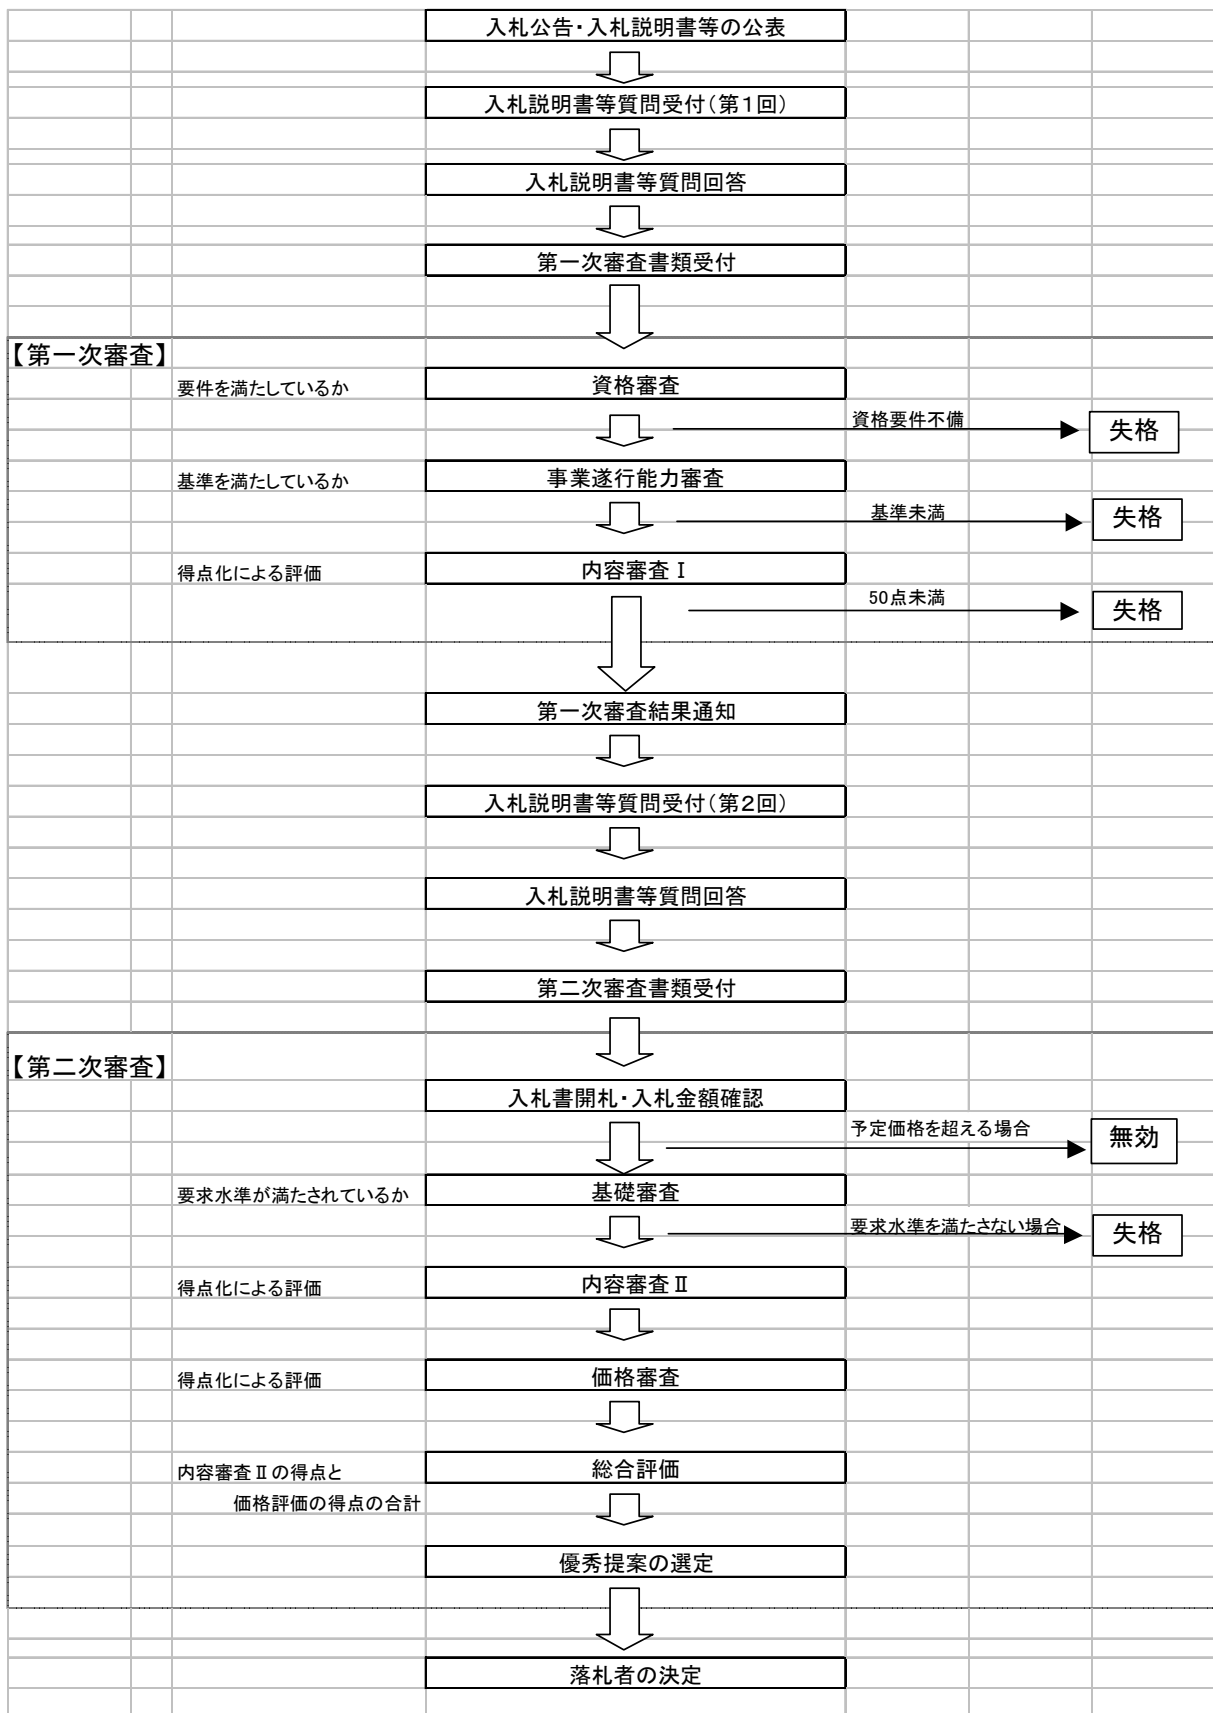 入札公告・入札説明書等の公表
入札説明書等質問受付（第１回）
入札説明書等質問回答
第一次審査書類受付
【第一次審査】
要件を満たしているか
資格審査
資格要件不備
失格
基準を満たしているか
事業遂行能力審査
基準未満
失格
得点化による評価
内容審査Ⅰ
50点未満
失格
第一次審査結果通知
入札説明書等質問受付（第２回）
入札説明書等質問回答
第二次審査書類受付
【第二次審査】
入札書開札・入札金額確認
予定価格を超える場合
無効
要求水準が満たされているか
基礎審査
要求水準を満たさない場合
失格
得点化による評価
内容審査Ⅱ
得点化による評価
価格審査
内容審査Ⅱの得点と
価格評価の得点の合計
総合評価
優秀提案の選定
落札者の決定